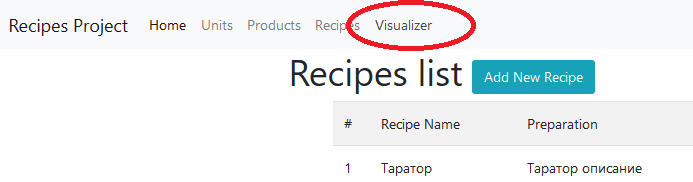 Recipes Project Home Units Products Recipes Visualizer
Recipes list Add New Recipe
# Recipe Name Preparation
1 Таратор Таратор описание